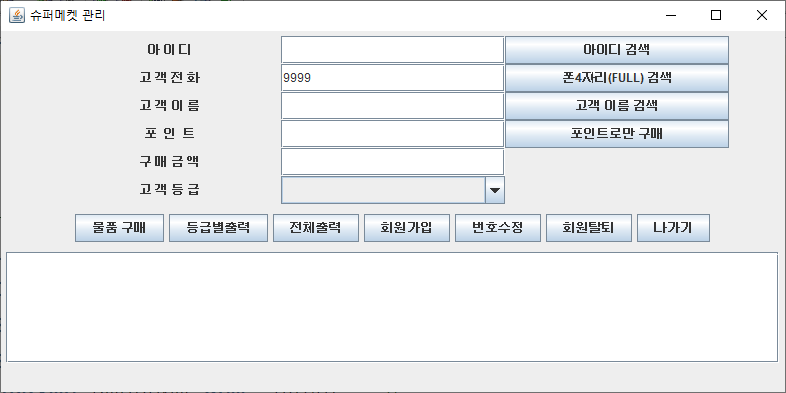 슈퍼메켓 관리
아 이 디 아이디 검색
고 객 전 화 9999 폰4자리(FULL) 검색
고 객 이 름 고객 이름 검색
포 인 트 포인트로만 구매
구 매 금 액
고 객 등 급
물품 구매 등급별출력 전체출력 회원가입 번호수정 회원탈퇴 나가기